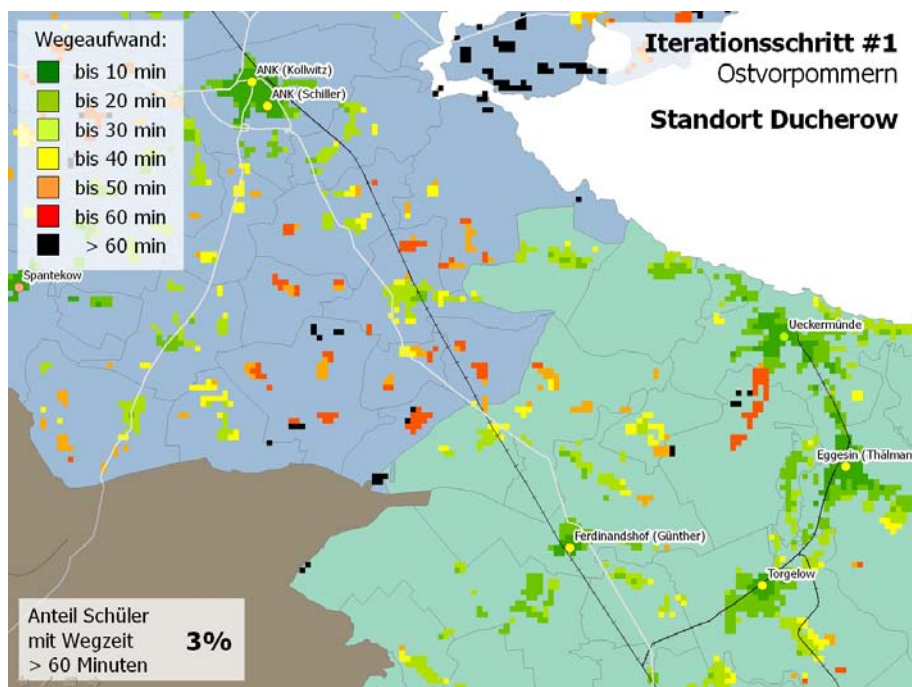 Wegeaufwand:
bis 10 min
bis 20 min
bis 30 min
bis 40 min
bis 50 min
bis 60 min
> 60 min
Iterationsschritt #1
Ostvorpommern
Standort Ducherow
ANK (Kollwitz)
ANK (Schiller)
Spantekow
Ueckermünde
Eggesin (Thälman
Ferdinandshof (Günther)
Torgelow
Anteil Schüler
mit Wegzeit
> 60 Minuten
3%